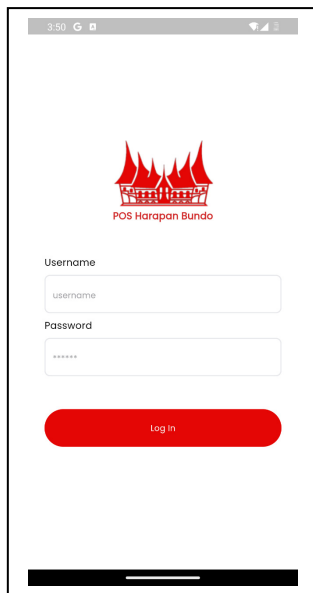 3:50 G A
POS Harapan Bundo
Username
username
Password
******
Log In